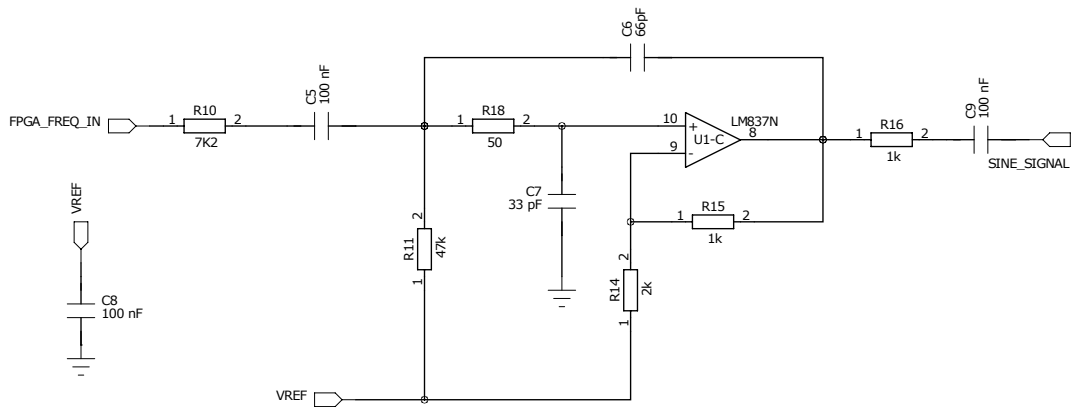 C6
66pF
C5
100 nF
R10
FPGA_FREQ_IN
1
2
7K2
R18
1
2
50
10
+
LM837N
U1-C
8
9
-
R16
1
2
1k
C9
100 nF
SINE_SIGNAL
C7
33 pF
R15
1
2
1k
VREF
2
R11
47k
1
2
R14
2k
1
C8
100 nF
VREF